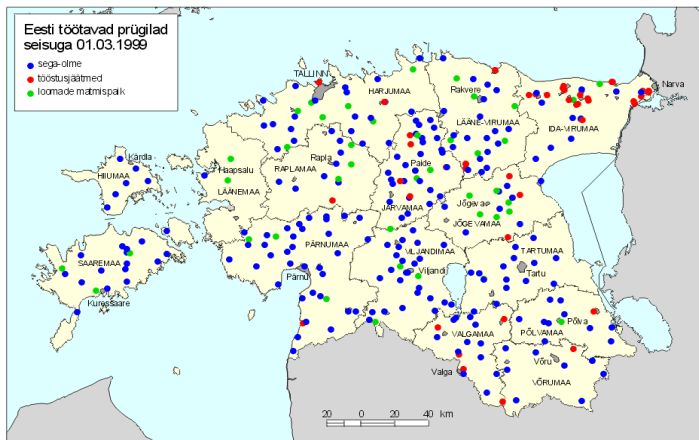 Eesti töötavad prügilad
seisuga 01.03.1999
sega-olme
tööstusjäätmed
loomade matmispaik
TALLINN
HARJUMAA
Rakvere
Narva
LÄÄNE-VIRUMAA
IDA-VIRUMAA
Kärdla
HIIUMAA
Haapsalu
LÄÄNEMAA
Rapla
RAPLAMAA
Paide
JÄRVAMAA
Jõgeva
JÕGEVAMAA
SAAREMAA
Kuressaare
PÄRNUMAA
Pärnu
VILJANDIMAA
Viljandi
TARTUMAA
Tartu
VALGAMAA
Valga
PÕLVAMAA
Põlva
Võru
VÕRUMAA
20 0 20 40 km